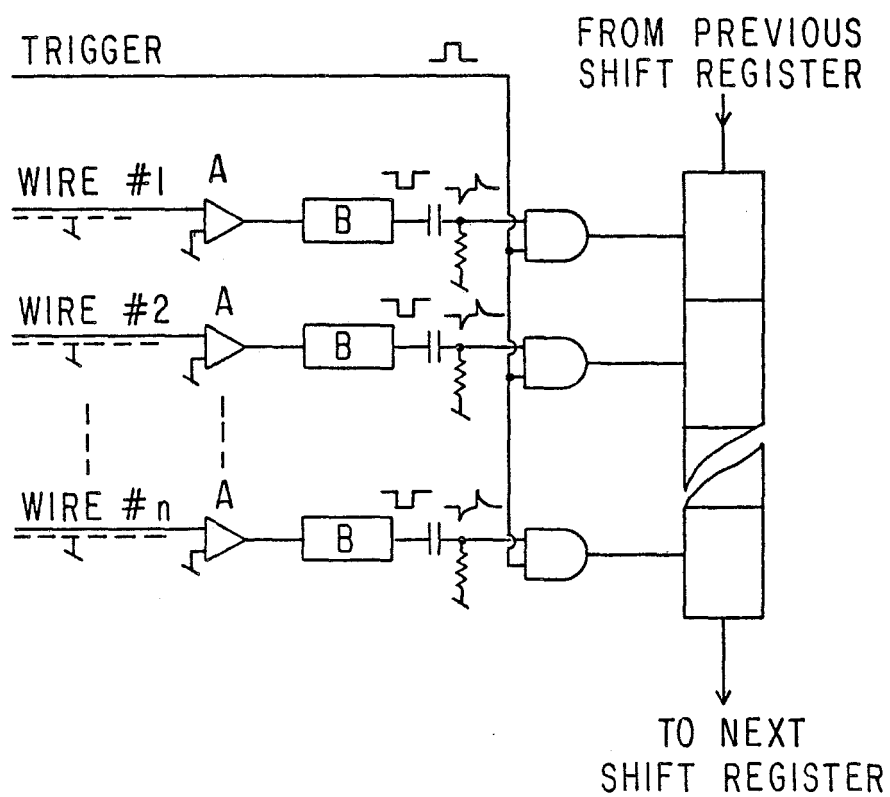 TRIGGER
FROM PREVIOUS
SHIFT REGISTER
WIRE #1
A
B
WIRE #2
A
B
WIRE #n
A
B
TO NEXT
SHIFT REGISTER